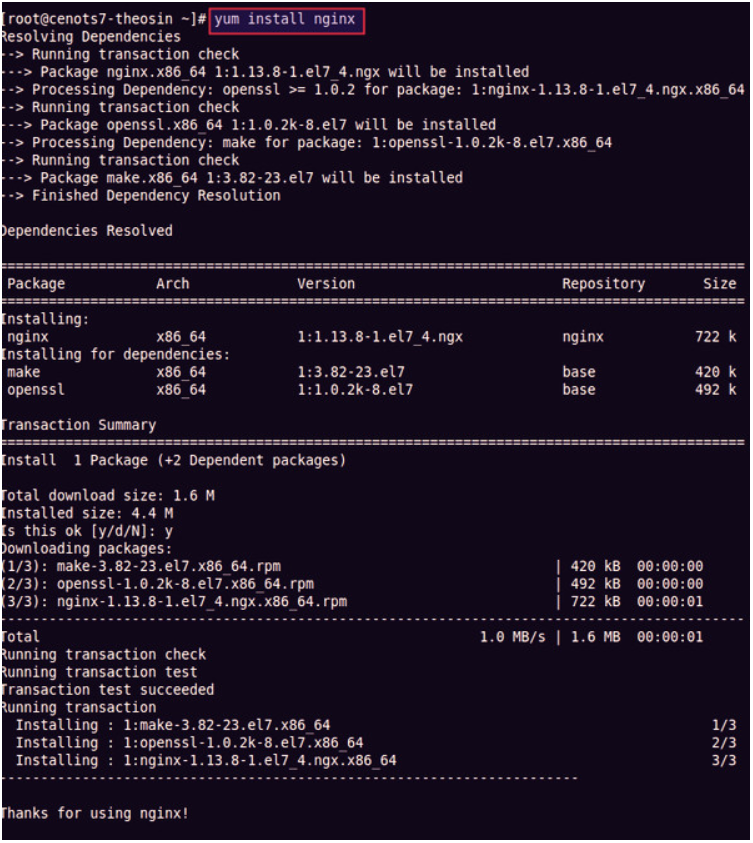 [root@cenots7-theosin ~]# yum install nginx
Resolving Dependencies
--> Running transaction check
---> Package nginx.x86_64 1:1.13.8-1.el7_4.ngx will be installed
--> Processing Dependency: openssl >= 1.0.2 for package: 1:nginx-1.13.8-1.el7_4.ngx.x86_64
--> Running transaction check
---> Package openssl.x86_64 1:1.0.2k-8.el7 will be installed
--> Processing Dependency: make for package: 1:openssl-1.0.2k-8.el7.x86_64
--> Running transaction check
---> Package make.x86_64 1:3.82-23.el7 will be installed
--> Finished Dependency Resolution
Dependencies Resolved
================================================================================
Package Arch Version Repository Size
================================================================================
Installing:
nginx x86_64 1:1.13.8-1.el7_4.ngx nginx 722 k
Installing for dependencies:
make x86_64 1:3.82-23.el7 base 420 k
openssl x86_64 1:1.0.2k-8.el7 base 492 k
Transaction Summary
================================================================================
Install 1 Package (+2 Dependent packages)
Total download size: 1.6 M
Installed size: 4.4 M
Is this ok [y/d/N]: y
Downloading packages:
(1/3): make-3.82-23.el7.x86_64.rpm | 420 kB 00:00:00
(2/3): openssl-1.0.2k-8.el7.x86_64.rpm | 492 kB 00:00:00
(3/3): nginx-1.13.8-1.el7_4.ngx.x86_64.rpm | 722 kB 00:00:01
--------------------------------------------------------------------------------
Total 1.0 MB/s | 1.6 MB 00:00:01
Running transaction check
Running transaction test
Transaction test succeeded
Running transaction
Installing : 1:make-3.82-23.el7.x86_64 1/3
Installing : 1:openssl-1.0.2k-8.el7.x86_64 2/3
Installing : 1:nginx-1.13.8-1.el7_4.ngx.x86_64 3/3
----------------------------------------------------------------------
Thanks for using nginx!